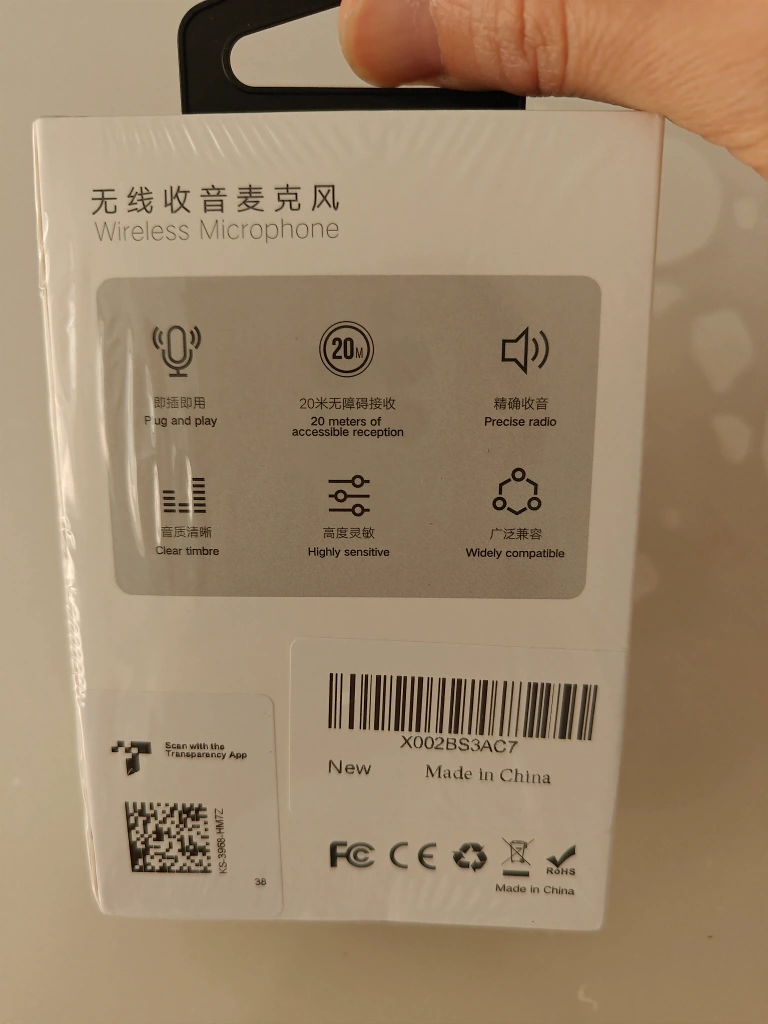 无线收音麦克风
Wireless Microphone
20M
即插即用
Plug and play
20米无障碍接收
20 meters of
accessible reception
精确收音
Precise radio
音质清晰
Clear timbre
高度灵敏
Highly sensitive
广泛兼容
Widely compatible
X002BS3AC7
New Made in China
Scan with the
Transparency App
KS-3968-HM7Z
38
FC CE RoHS
Made in China